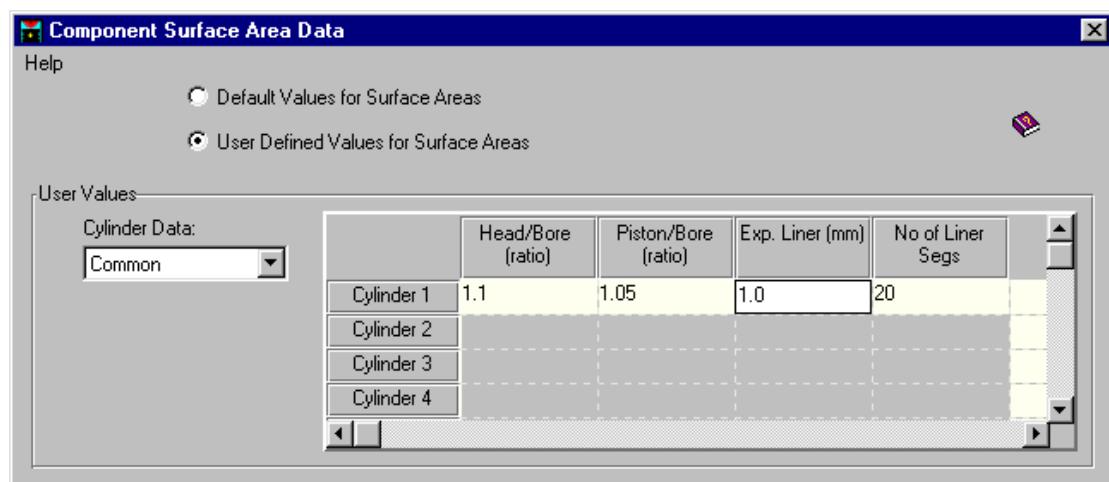 Component Surface Area Data
Help
Default Values for Surface Areas
User Defined Values for Surface Areas
User Values
Cylinder Data:
Common
Head/Bore (ratio)
Piston/Bore (ratio)
Exp. Liner (mm)
No of Liner Segs
Cylinder 1 1.1 1.05 1.0 20
Cylinder 2
Cylinder 3
Cylinder 4